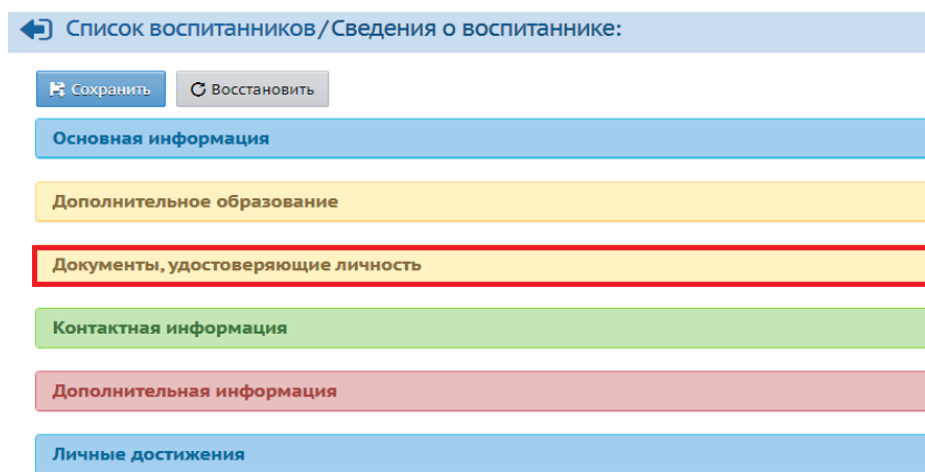 Список воспитанников/Сведения о воспитаннике:
Сохранить Восстановить
Основная информация
Дополнительное образование
Документы, удостоверяющие личность
Контактная информация
Дополнительная информация
Личные достижения